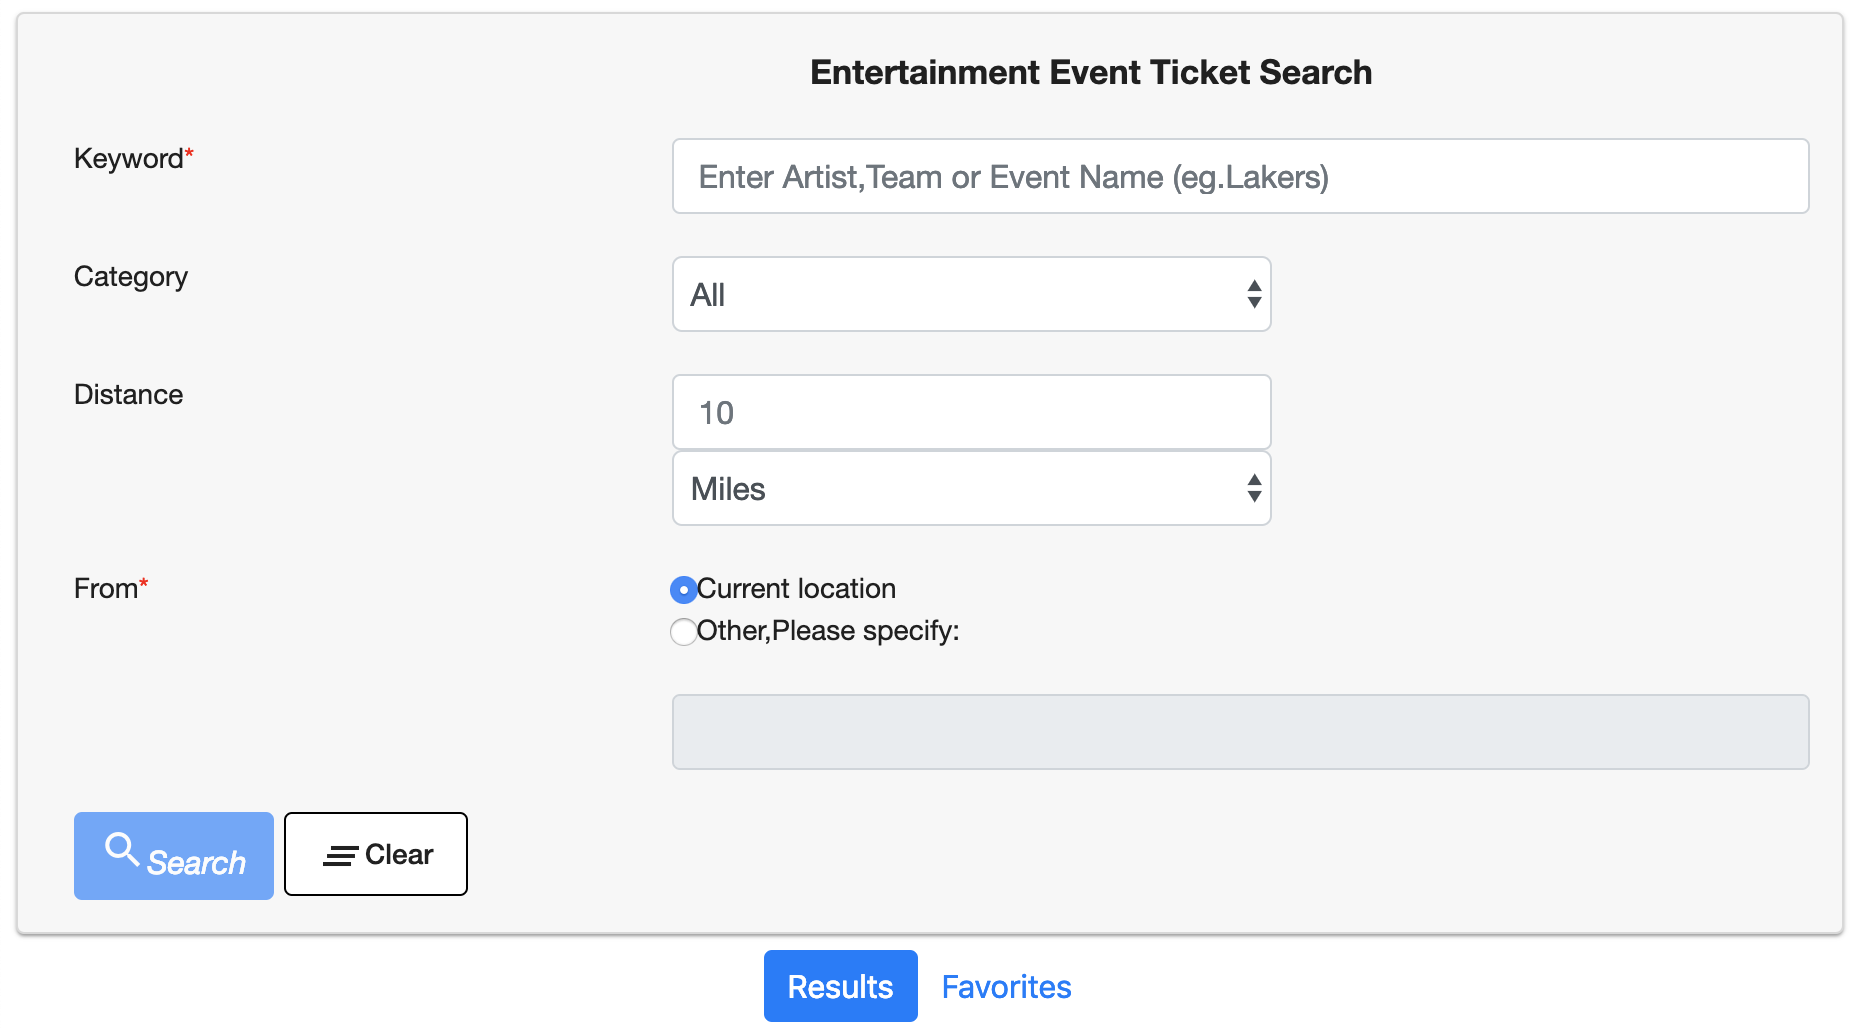 Entertainment Event Ticket Search
Keyword*
Enter Artist,Team or Event Name (eg.Lakers)
Category
All
Distance
10
Miles
From*
Current location
Other,Please specify:
Search
Clear
Results
Favorites